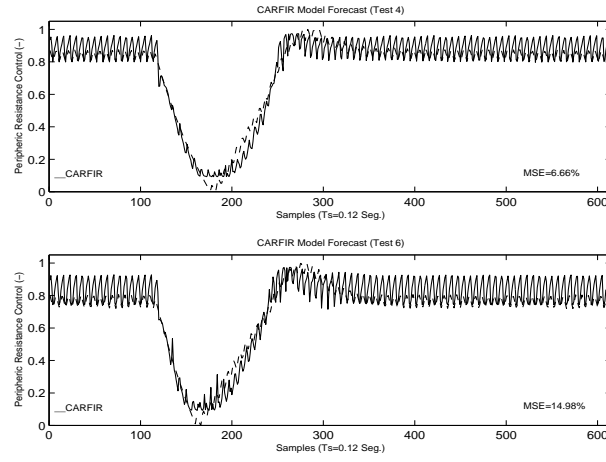 CARFIR Model Forecast (Test 4)
Peripheric Resistance Control (-)
1
0.8
0.6
0.4
0.2
0
__CARFIR
MSE=6.66%
0 100 200 300 400 500 600
Samples (Ts=0.12 Seg.)
CARFIR Model Forecast (Test 6)
Peripheric Resistance Control (-)
1
0.8
0.6
0.4
0.2
0
__CARFIR
MSE=14.98%
0 100 200 300 400 500 600
Samples (Ts=0.12 Seg.)